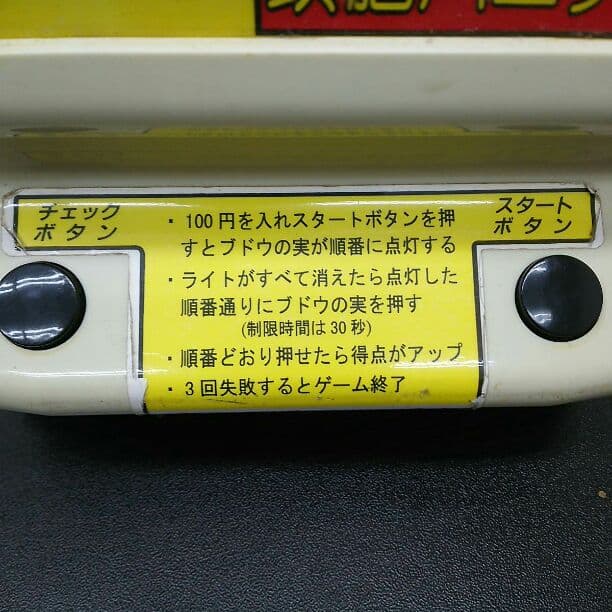 チェック
ボタン
スタート
ボタン
・100円を入れスタートボタンを押
すとブドウの実が順番に点灯する
・ライトがすべて消えたら点灯した
順番通りにブドウの実を押す
(制限時間は30秒)
・順番どおり押せたら得点がアップ
・3回失敗するとゲーム終了